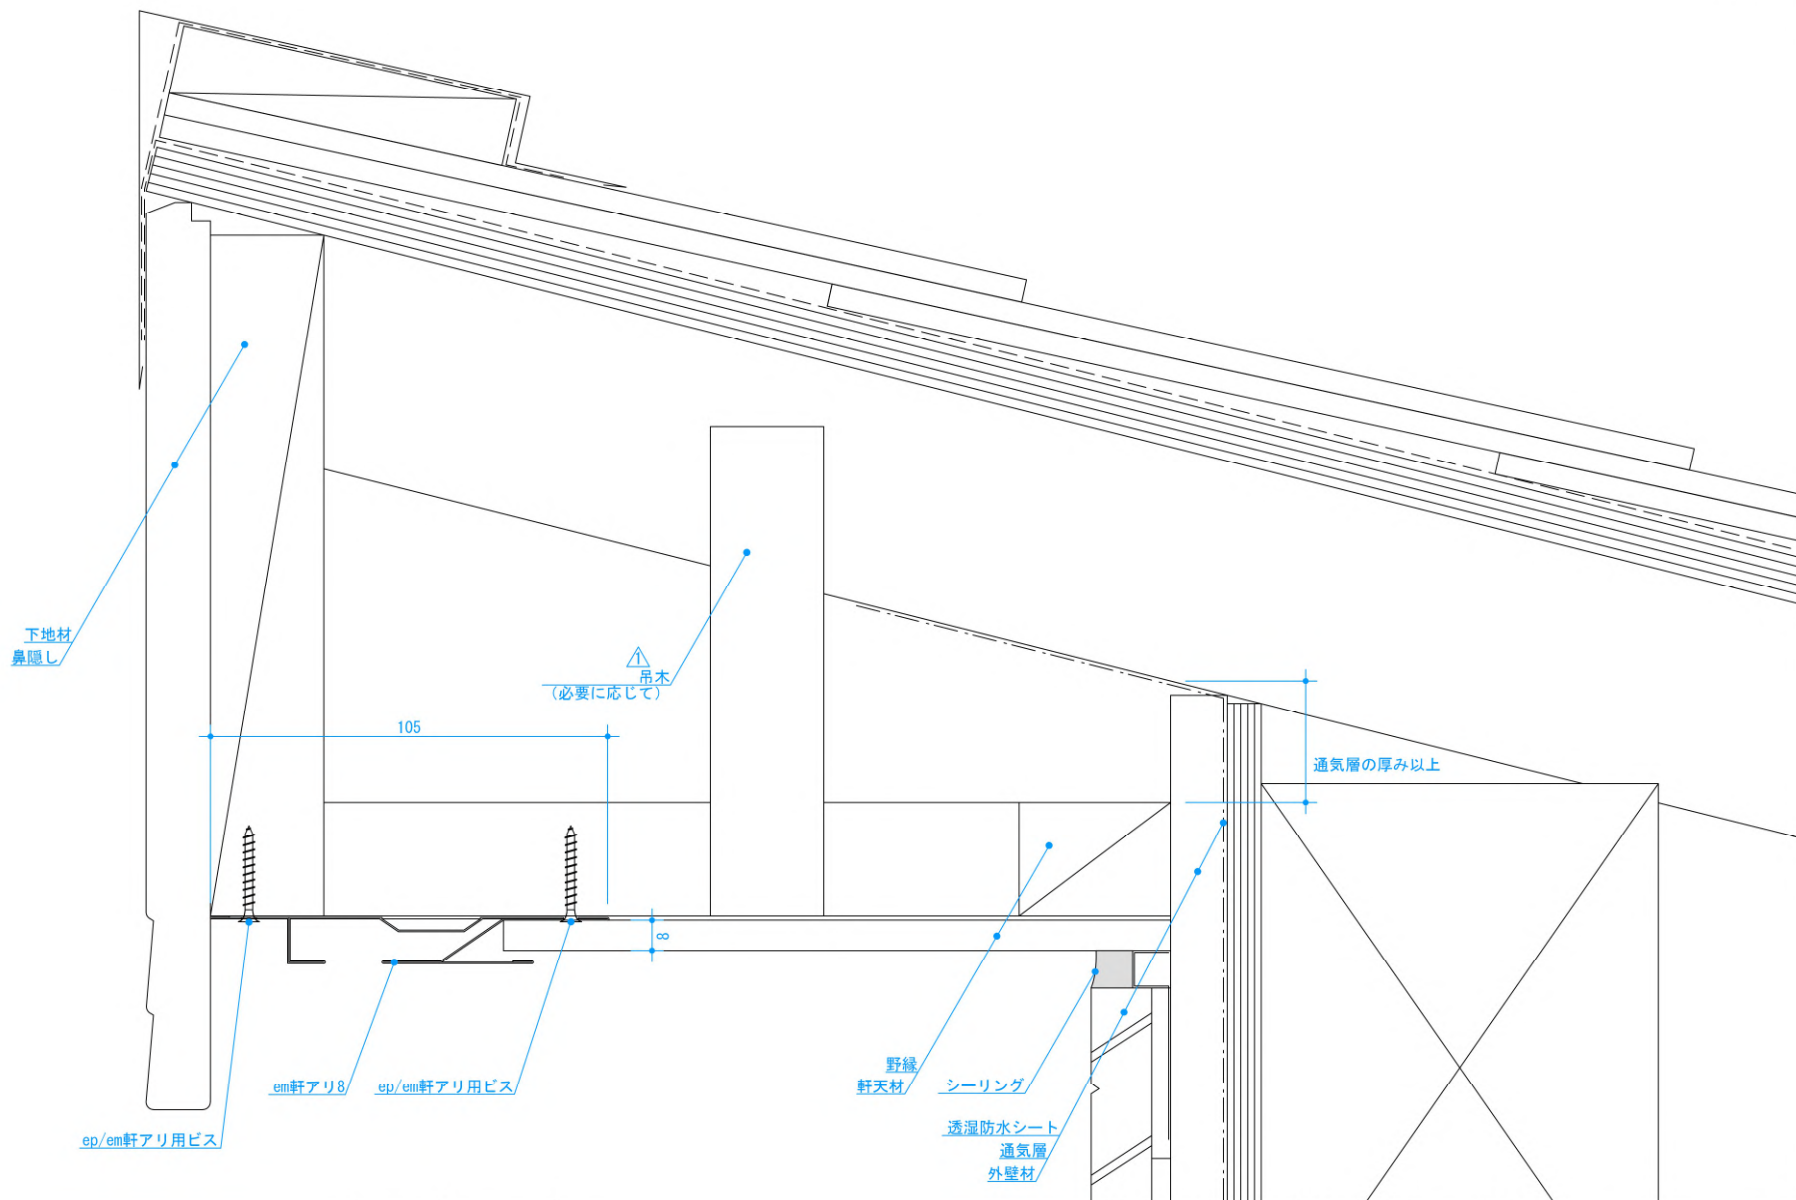 下地材
鼻隠し
1
吊木
(必要に応じて)
105
通気層の厚み以上
8
em軒アリ8
ep/em軒アリ用ビス
ep/em軒アリ用ビス
野縁
軒天材
シーリング
透湿防水シート
通気層
外壁材